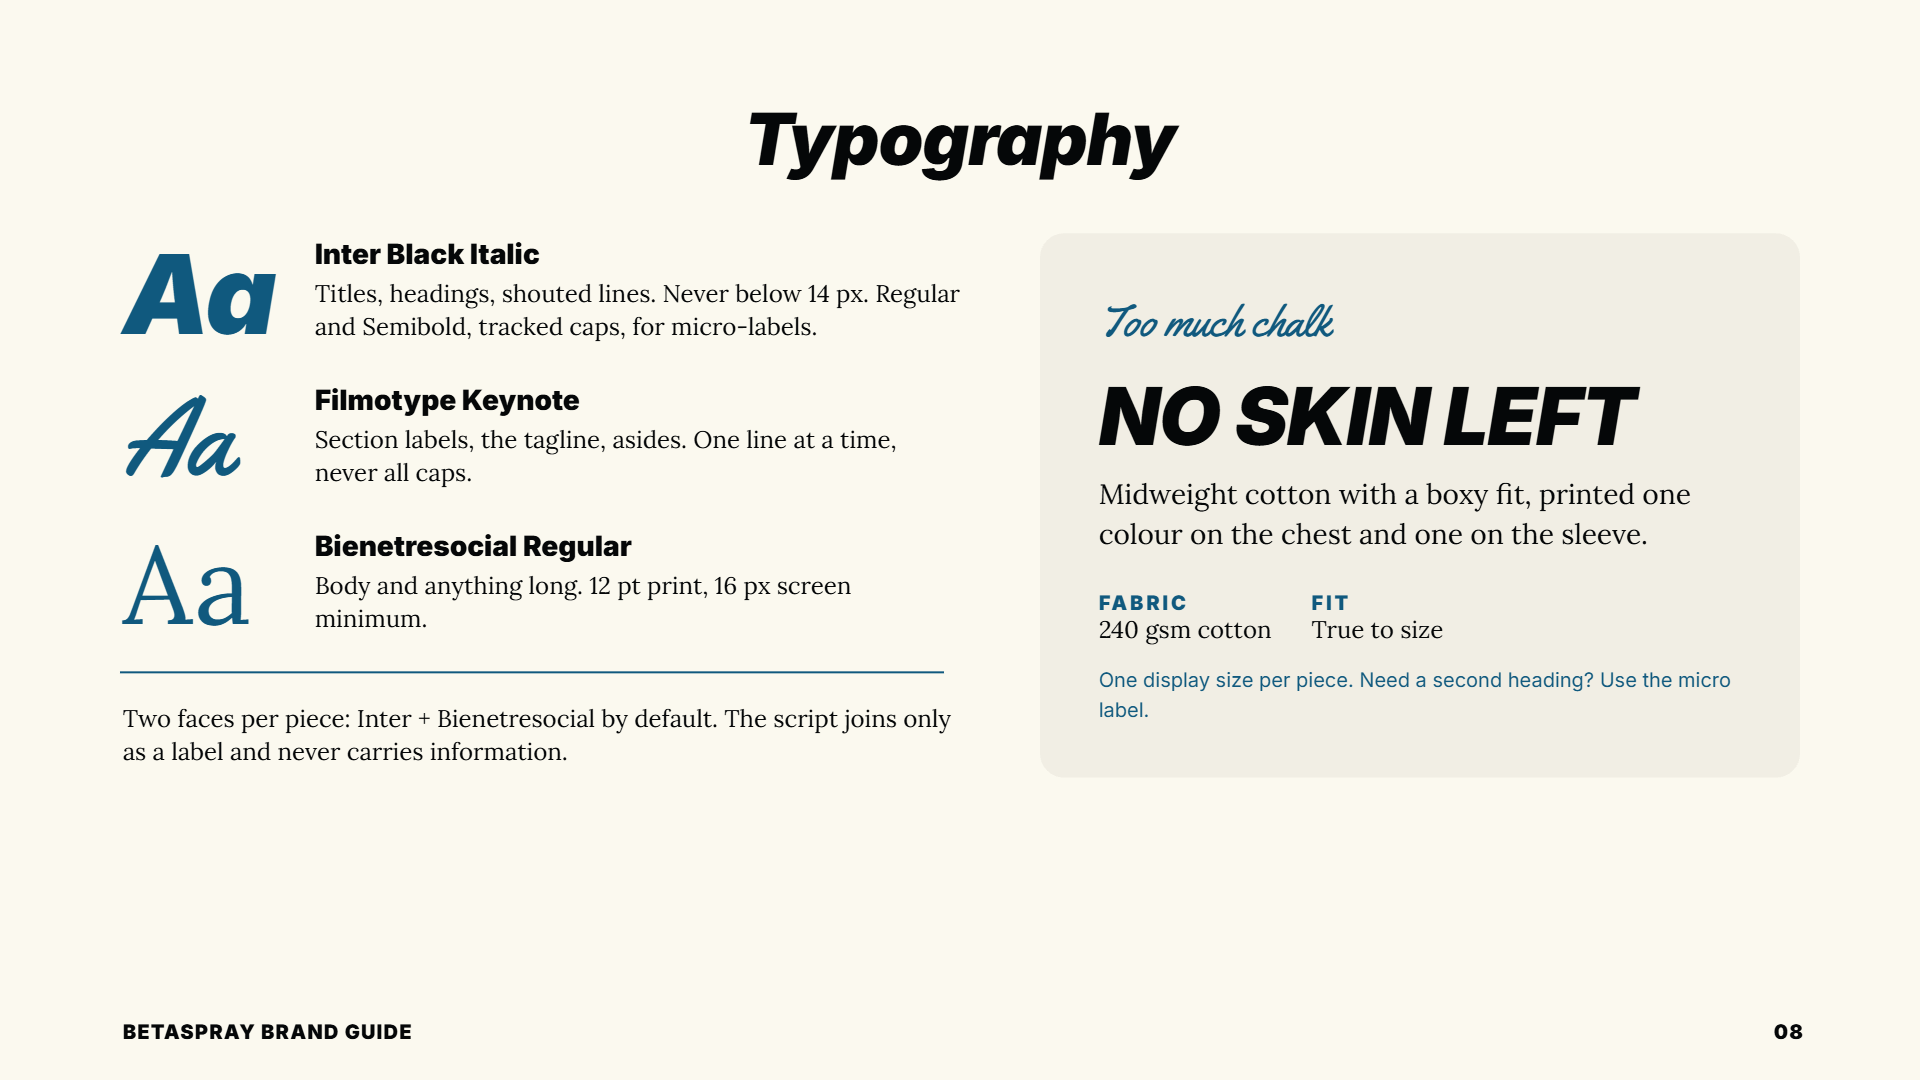 Typography
Aa
Inter Black Italic
Titles, headings, shouted lines. Never below 14 px. Regular
and Semibold, tracked caps, for micro-labels.
Aa
Filmotype Keynote
Section labels, the tagline, asides. One line at a time,
never all caps.
Aa
Bienetresocial Regular
Body and anything long. 12 pt print, 16 px screen
minimum.
Two faces per piece: Inter + Bienetresocial by default. The script joins only
as a label and never carries information.
Too much chalk
NO SKIN LEFT
Midweight cotton with a boxy fit, printed one
colour on the chest and one on the sleeve.
FABRIC
240 gsm cotton
FIT
True to size
One display size per piece. Need a second heading? Use the micro
label.
BETASPRAY BRAND GUIDE
08